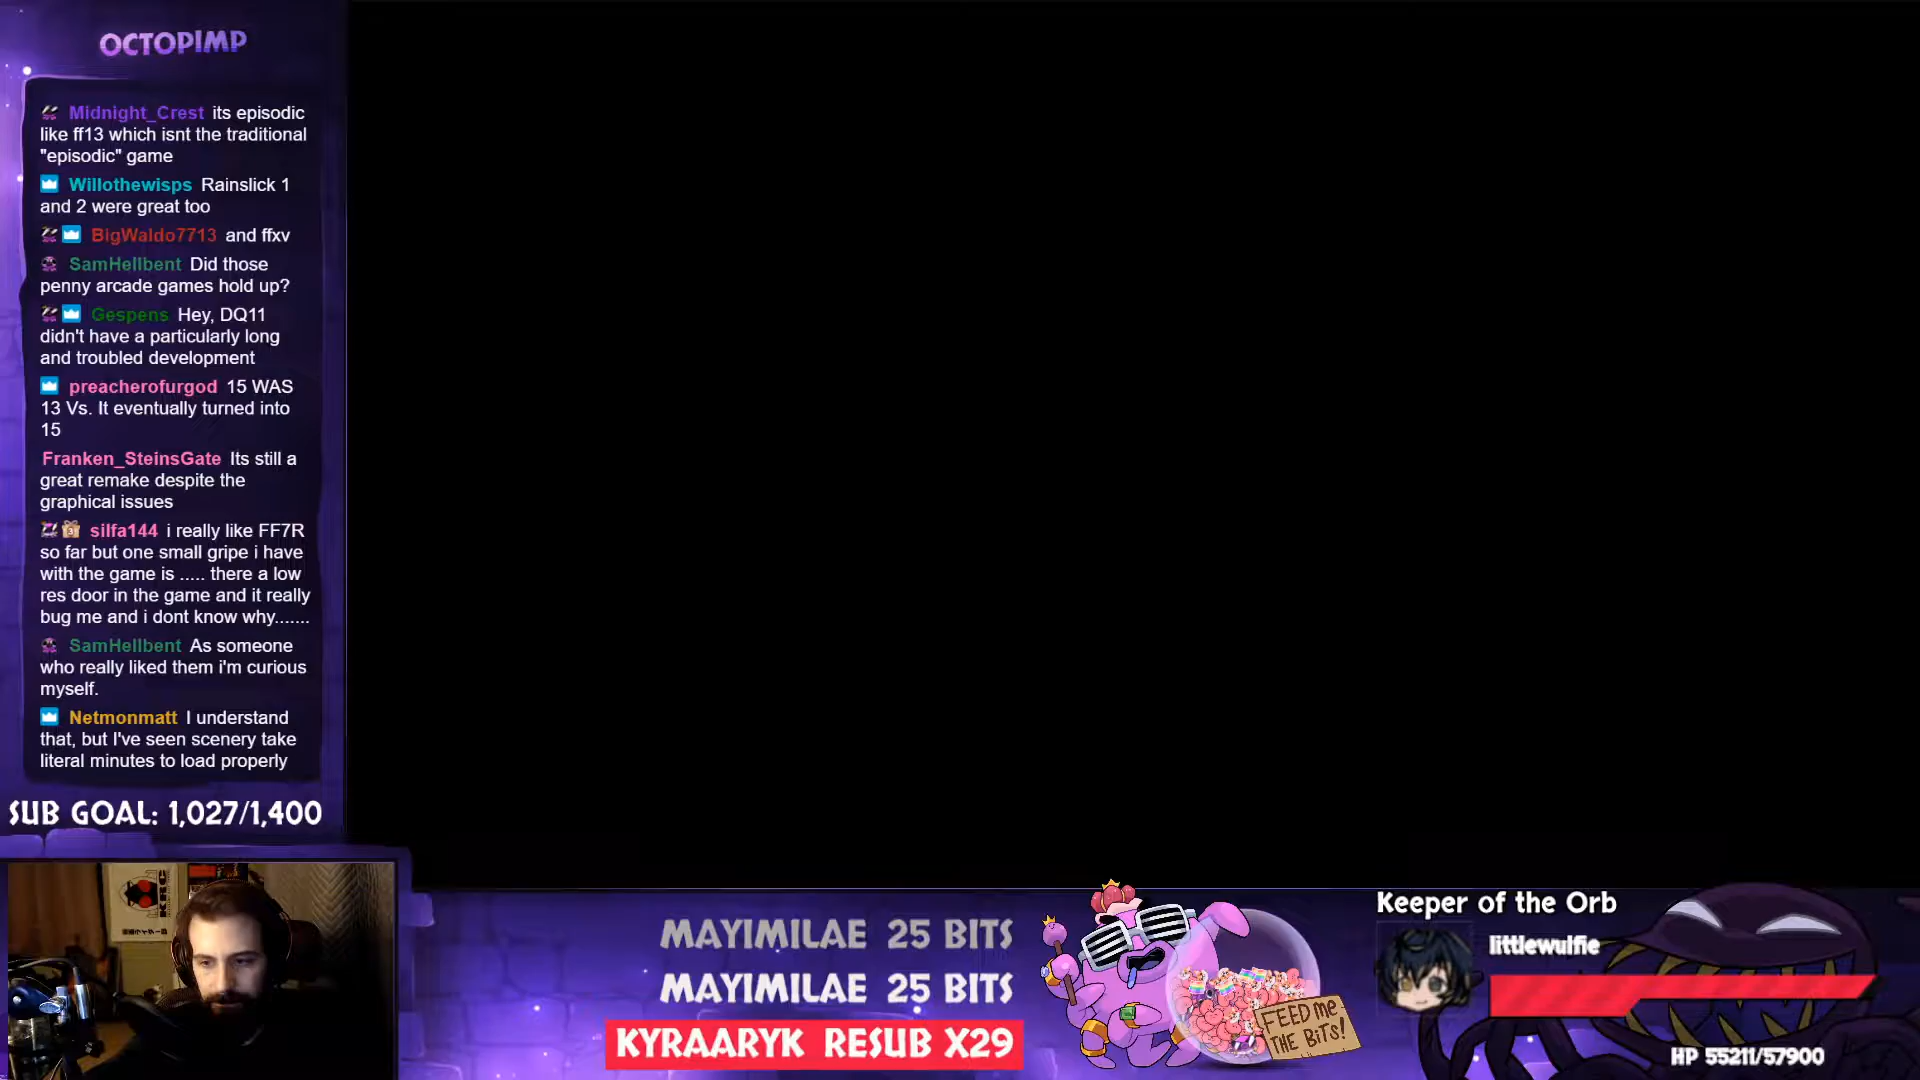 OCTOPIMP
Midnight_Crest its episodic
like ff13 which isnt the traditional
"episodic" game
Willothewisps Rainslick 1
and 2 were great too
BigWaldo7713 and ffxv
SamHellbent Did those
penny arcade games hold up?
Gespens Hey, DQ11
didn't have a particularly long
and troubled development
preacherofurgod 15 WAS
13 Vs. It eventually turned into
15
Franken_SteinsGate Its still a
great remake despite the
graphical issues
silfa144 i really like FF7R
so far but one small gripe i have
with the game is ..... there a low
res door in the game and it really
bug me and i dont know why.......
SamHellbent As someone
who really liked them i'm curious
myself.
Netmonmatt I understand
that, but I've seen scenery take
literal minutes to load properly
SUB GOAL: 1,027/1,400
KRC
MAYIMILAE 25 BITS
MAYIMILAE 25 BITS
KYRAARYK RESUB X29
FEED ME
THE BITS!
Keeper of the Orb
littlewulfie
HP 55211/57900